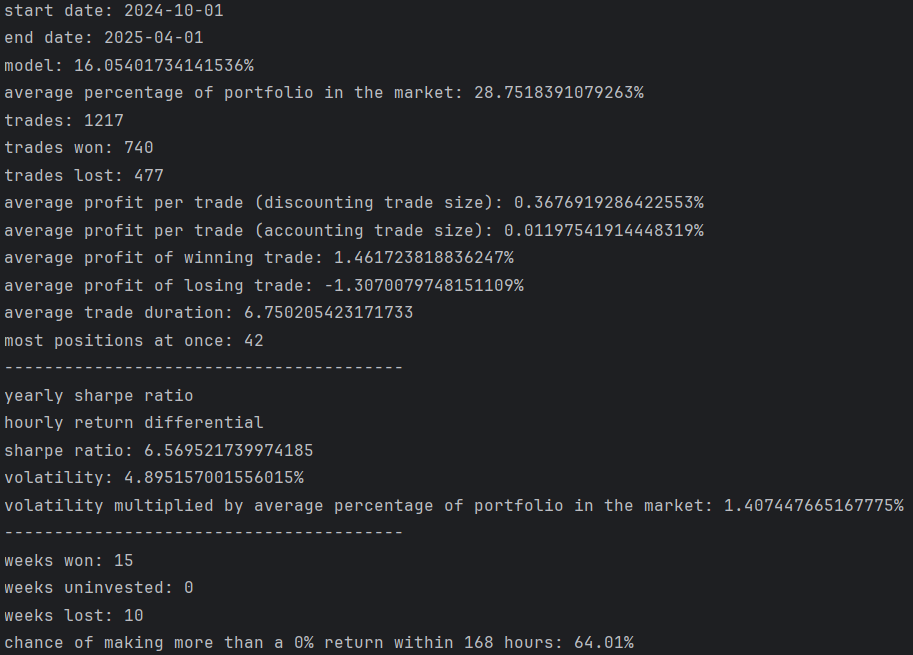 start date: 2024-10-01
end date: 2025-04-01
model: 16.05401734141536%
average percentage of portfolio in the market: 28.7518391079263%
trades: 1217
trades won: 740
trades lost: 477
average profit per trade (discounting trade size): 0.3676919286422553%
average profit per trade (accounting trade size): 0.01197541914448319%
average profit of winning trade: 1.461723818836247%
average profit of losing trade: -1.3070079748151109%
average trade duration: 6.750205423171733
most positions at once: 42
----------------------------------------
yearly sharpe ratio
hourly return differential
sharpe ratio: 6.569521739974185
volatility: 4.895157001556015%
volatility multiplied by average percentage of portfolio in the market: 1.407447665167775%
----------------------------------------
weeks won: 15
weeks uninvested: 0
weeks lost: 10
chance of making more than a 0% return within 168 hours: 64.01%